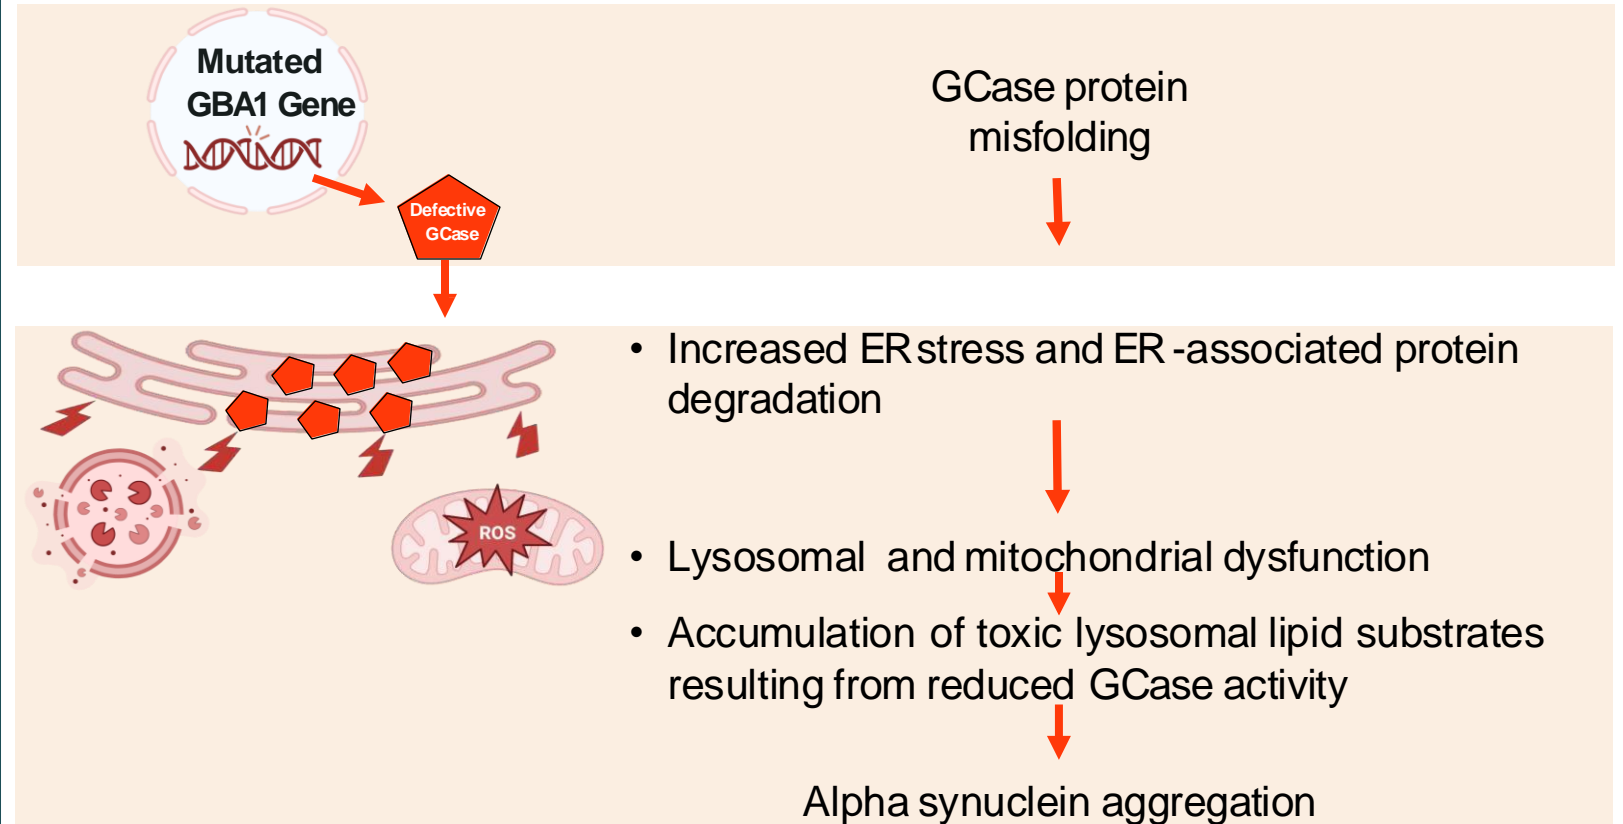 Mutated
GBA1 Gene
Defective
GCase
GCase protein
misfolding
• Increased ER stress and ER-associated protein
degradation
ROS
• Lysosomal and mitochondrial dysfunction
• Accumulation of toxic lysosomal lipid substrates
resulting from reduced GCase activity
Alpha synuclein aggregation